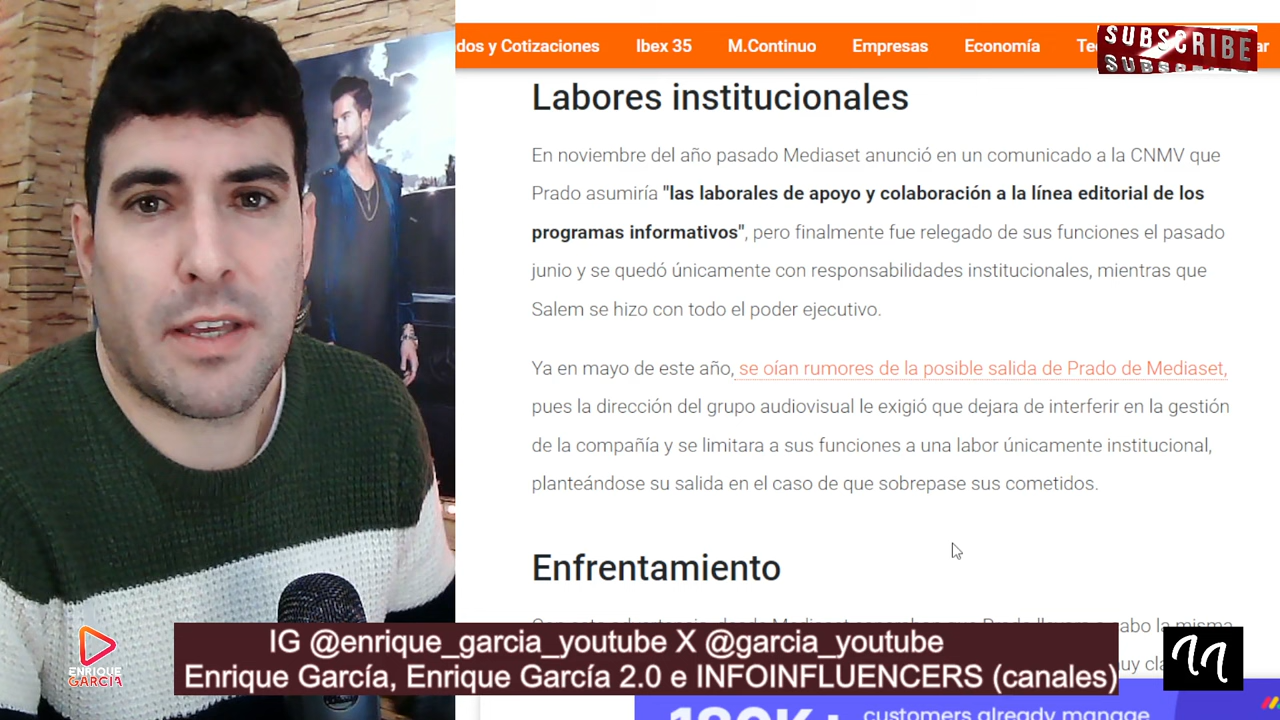 dos y Cotizaciones Ibex 35 M.Continuo Empresas Economía
SUBSCRIBE
Labores institucionales
En noviembre del año pasado Mediaset anunció en un comunicado a la CNMV que
Prado asumiría "las laborales de apoyo y colaboración a la línea editorial de los
programas informativos", pero finalmente fue relegado de sus funciones el pasado
junio y se quedó únicamente con responsabilidades institucionales, mientras que
Salem se hizo con todo el poder ejecutivo.
Ya en mayo de este año, se oían rumores de la posible salida de Prado de Mediaset,
pues la dirección del grupo audiovisual le exigió que dejara de interferir en la gestión
de la compañía y se limitara a sus funciones a una labor únicamente institucional,
planteándose su salida en el caso de que sobrepase sus cometidos.
Enfrentamiento
IG @enrique_garcia_youtube X @garcia_youtube
Enrique García, Enrique García 2.0 e INFOINFLUENCERS (canales)
ENRIQUE
GARCÍA
customers already manage